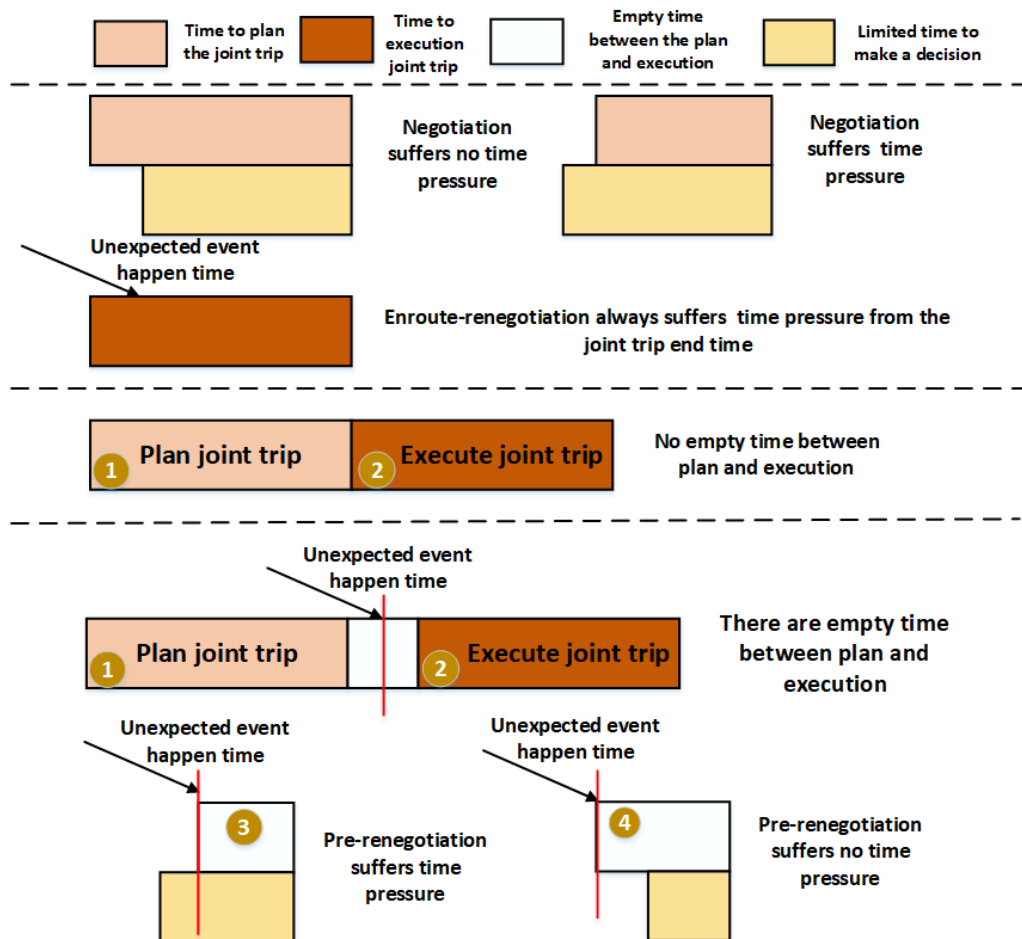 Time to plan
the joint trip
Time to
execution
joint trip
Empty time
between the plan
and execution
Limited time to
make a decision
Negotiation
suffers no time
pressure
Negotiation
suffers time
pressure
Unexpected event
happen time
Enroute-renegotiation always suffers time pressure from the
joint trip end time
1 Plan joint trip
2 Execute joint trip
No empty time between
plan and execution
Unexpected event
happen time
1 Plan joint trip
2 Execute joint trip
There are empty time
between plan and
execution
Unexpected event
happen time
3
Pre-renegotiation
suffers time
pressure
Unexpected event
happen time
4
Pre-renegotiation
suffers no time
pressure